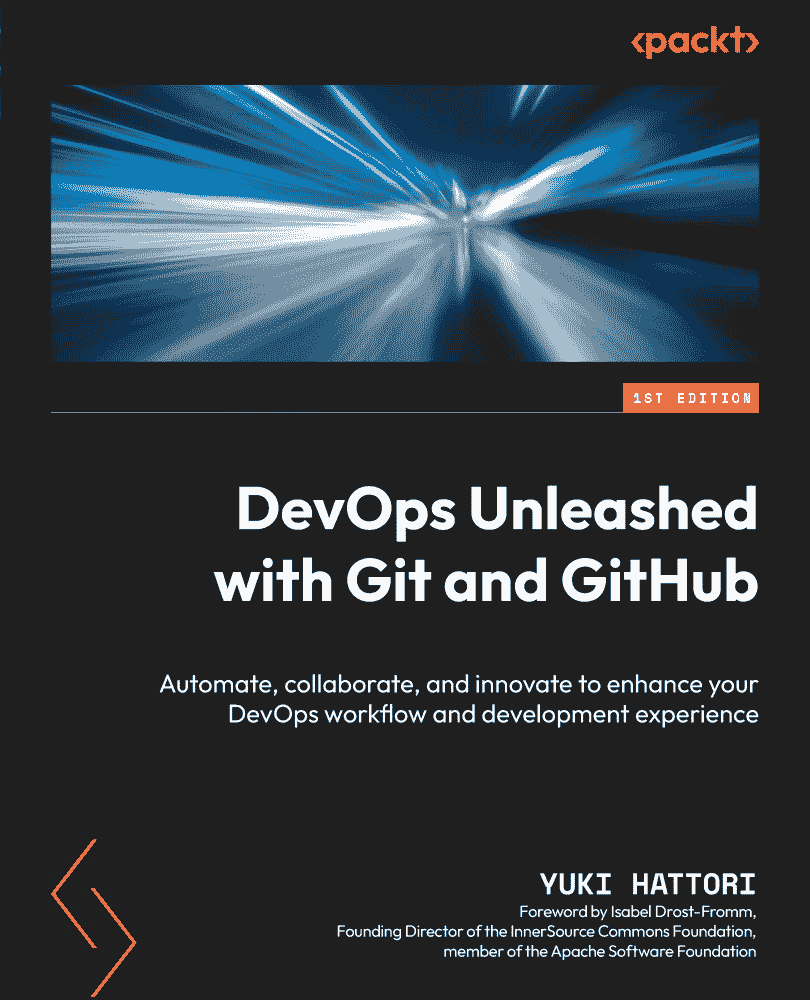 <packt>
1ST EDITION
DevOps Unleashed
with Git and GitHub
Automate, collaborate, and innovate to enhance your
DevOps workflow and development experience
YUKI HATTORI
Foreword by Isabel Drost-Fromm,
Founding Director of the InnerSource Commons Foundation,
member of the Apache Software Foundation